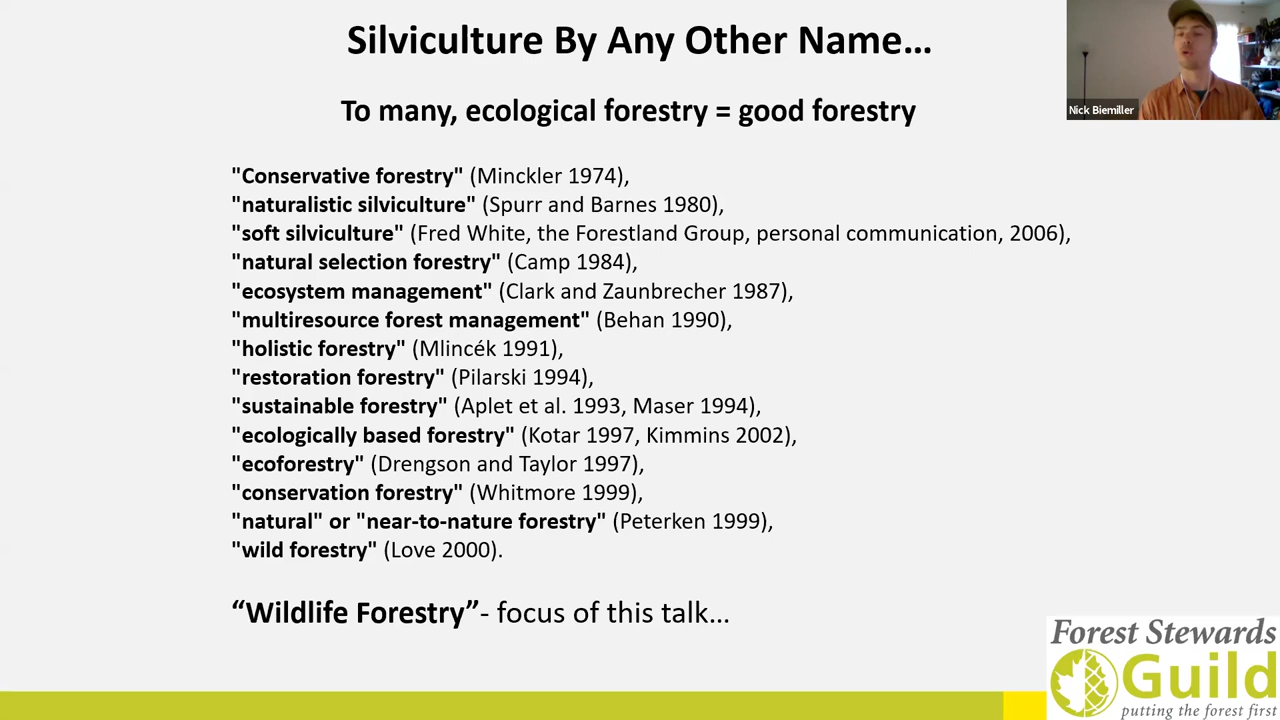 Silviculture By Any Other Name…
Nick Biemiller
To many, ecological forestry = good forestry
"Conservative forestry" (Minckler 1974),
"naturalistic silviculture" (Spurr and Barnes 1980),
"soft silviculture" (Fred White, the Forestland Group, personal communication, 2006),
"natural selection forestry" (Camp 1984),
"ecosystem management" (Clark and Zaunbrecher 1987),
"multiresource forest management" (Behan 1990),
"holistic forestry" (Mlincék 1991),
"restoration forestry" (Pilarski 1994),
"sustainable forestry" (Aplet et al. 1993, Maser 1994),
"ecologically based forestry" (Kotar 1997, Kimmins 2002),
"ecoforestry" (Drengson and Taylor 1997),
"conservation forestry" (Whitmore 1999),
"natural" or "near-to-nature forestry" (Peterken 1999),
"wild forestry" (Love 2000).
“Wildlife Forestry”- focus of this talk…
Forest Stewards
Guild
putting the forest first